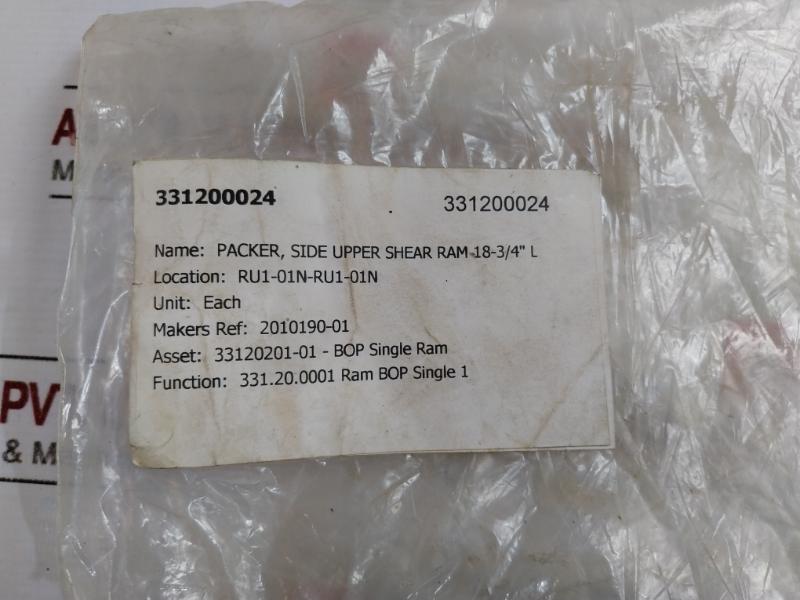 331200024 331200024
Name: PACKER, SIDE UPPER SHEAR RAM 18-3/4" L
Location: RU1-01N-RU1-01N
Unit: Each
Makers Ref: 2010190-01
Asset: 33120201-01 - BOP Single Ram
Function: 331.20.0001 Ram BOP Single 1
A
M
PV
& M